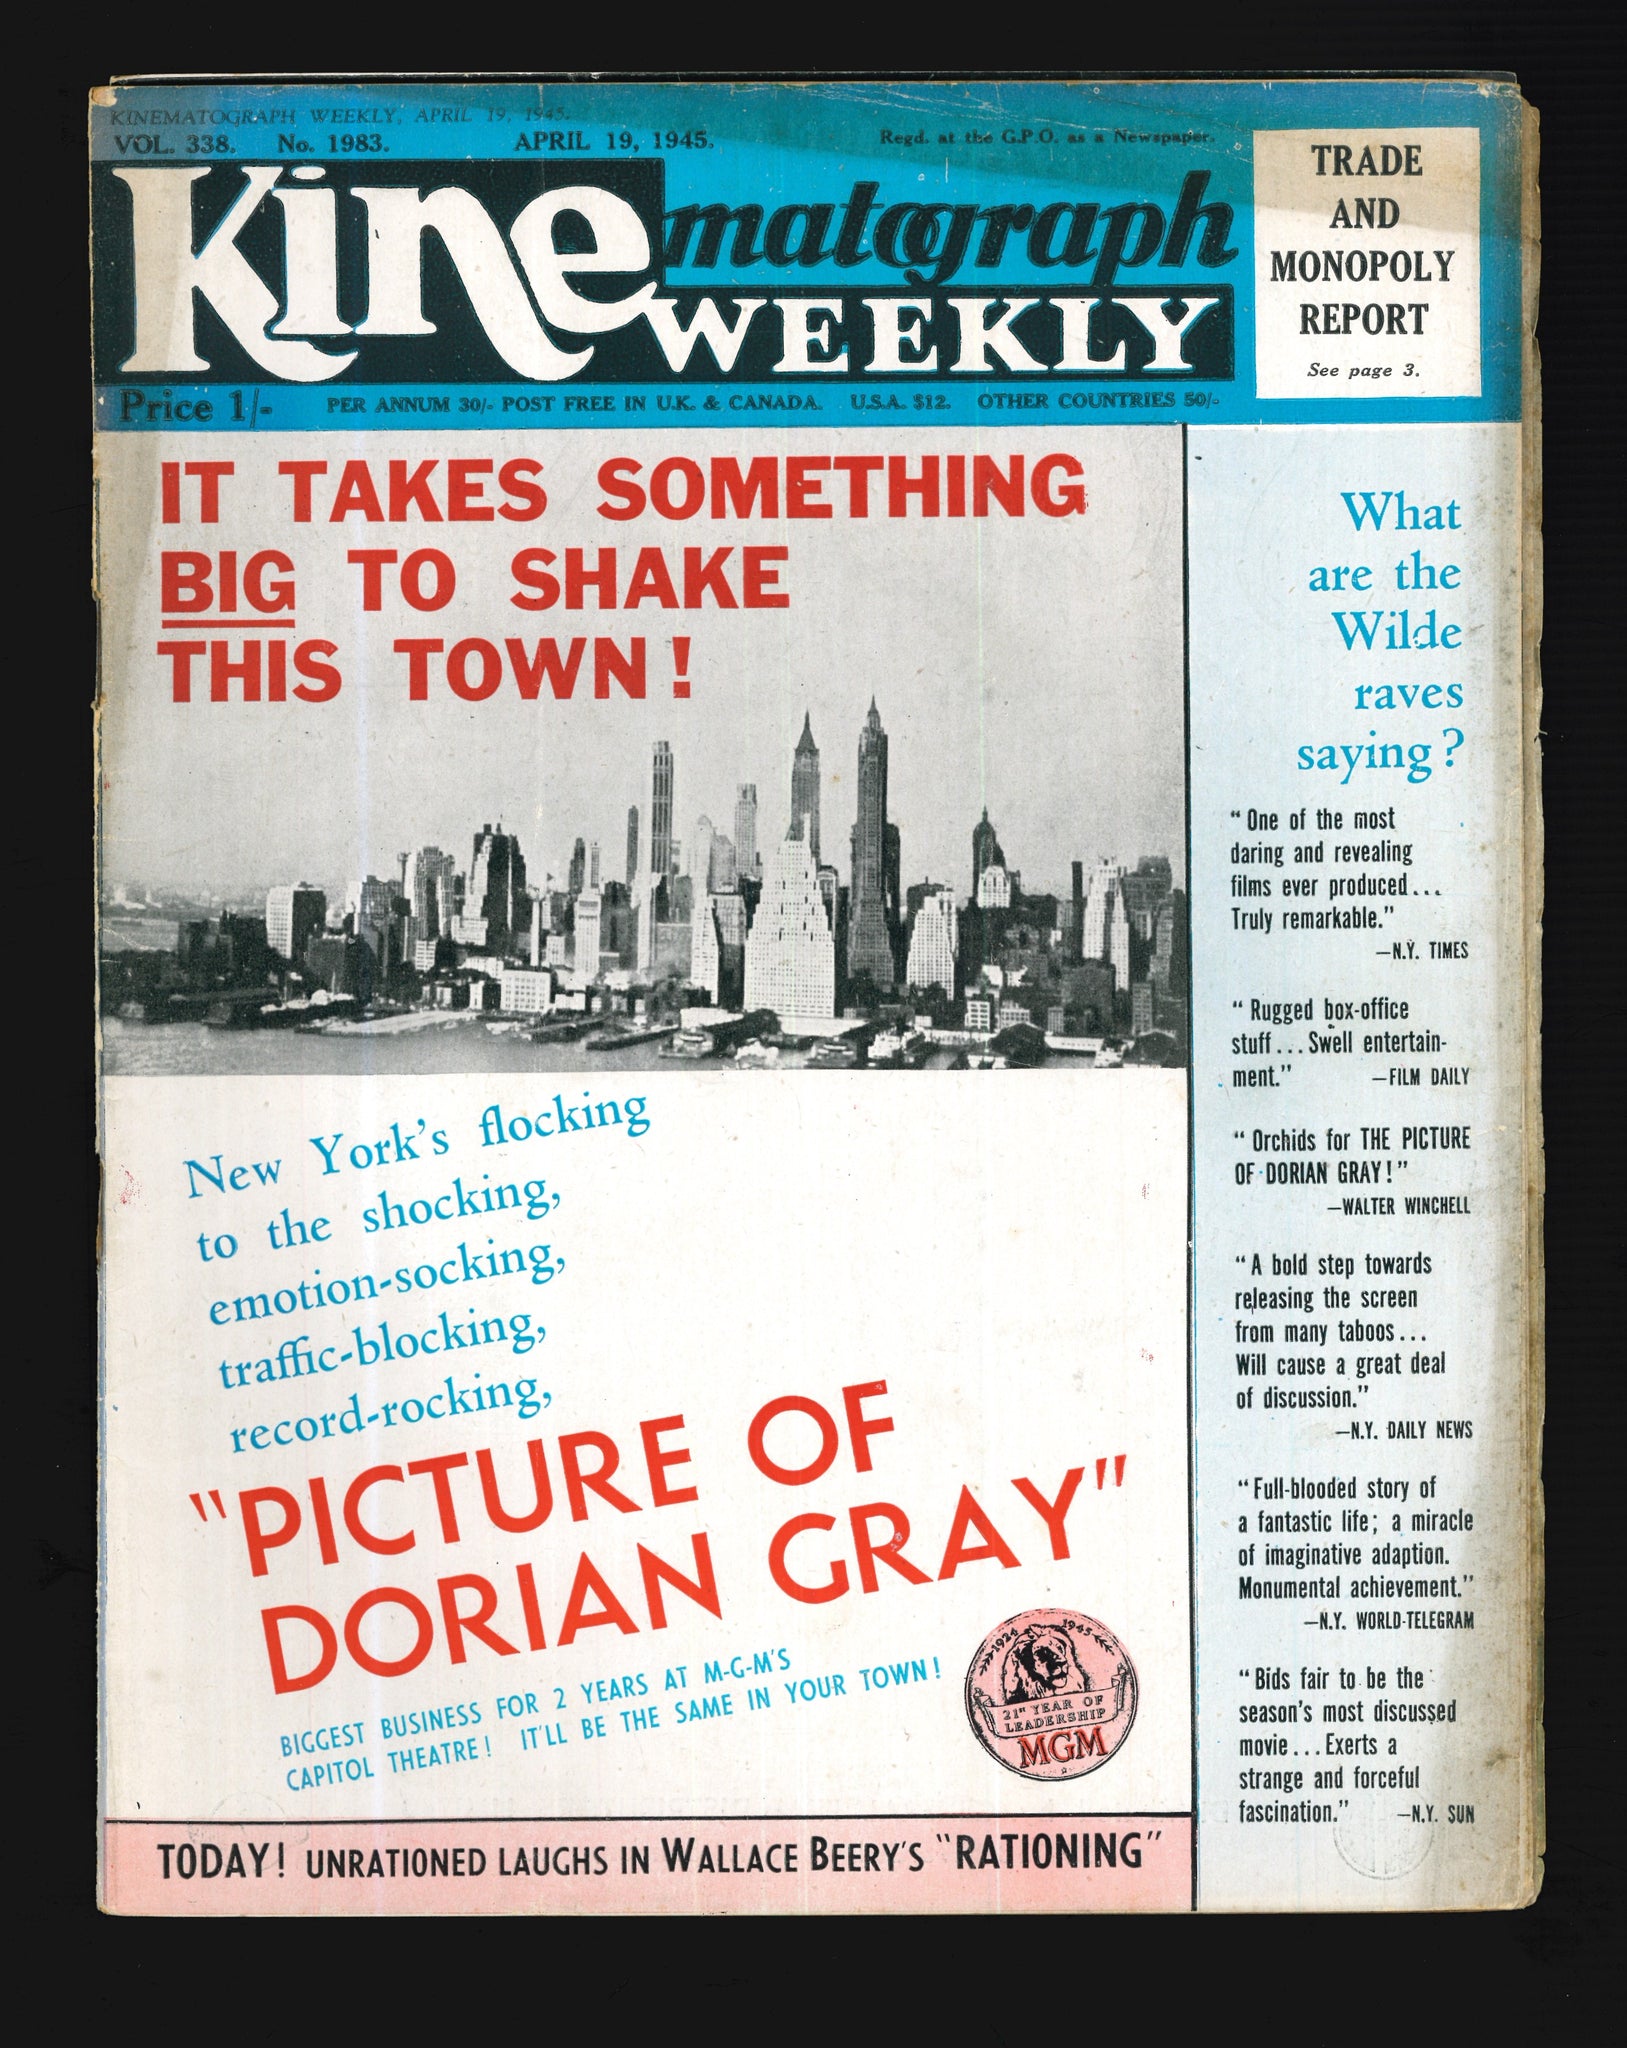 KINEMATOGRAPH WEEKLY, APRIL 19, 1945.
VOL. 338. No. 1983. APRIL 19, 1945. Regd. at the G.P.O. as a Newspaper.
Kinematograph
WEEKLY
TRADE
AND
MONOPOLY
REPORT
See page 3.
Price 1/- PER ANNUM 30/- POST FREE IN U.K. & CANADA. U.S.A. $12. OTHER COUNTRIES 50/-
IT TAKES SOMETHING
BIG TO SHAKE
THIS TOWN!
New York's flocking
to the shocking,
emotion-socking,
traffic-blocking,
record-rocking,
"PICTURE OF
DORIAN GRAY"
BIGGEST BUSINESS FOR 2 YEARS AT M-G-M'S
CAPITOL THEATRE! IT'LL BE THE SAME IN YOUR TOWN!
1924 1945
21st YEAR OF
LEADERSHIP
MGM
TODAY! UNRATIONED LAUGHS IN WALLACE BEERY'S "RATIONING"
What
are the
Wilde
raves
saying?
"One of the most
daring and revealing
films ever produced...
Truly remarkable."
—N.Y. TIMES
"Rugged box-office
stuff... Swell entertain-
ment." —FILM DAILY
"Orchids for THE PICTURE
OF DORIAN GRAY!"
—WALTER WINCHELL
"A bold step towards
releasing the screen
from many taboos...
Will cause a great deal
of discussion."
—N.Y. DAILY NEWS
"Full-blooded story of
a fantastic life; a miracle
of imaginative adaption.
Monumental achievement."
—N.Y. WORLD-TELEGRAM
"Bids fair to be the
season's most discussed
movie... Exerts a
strange and forceful
fascination." —N.Y. SUN